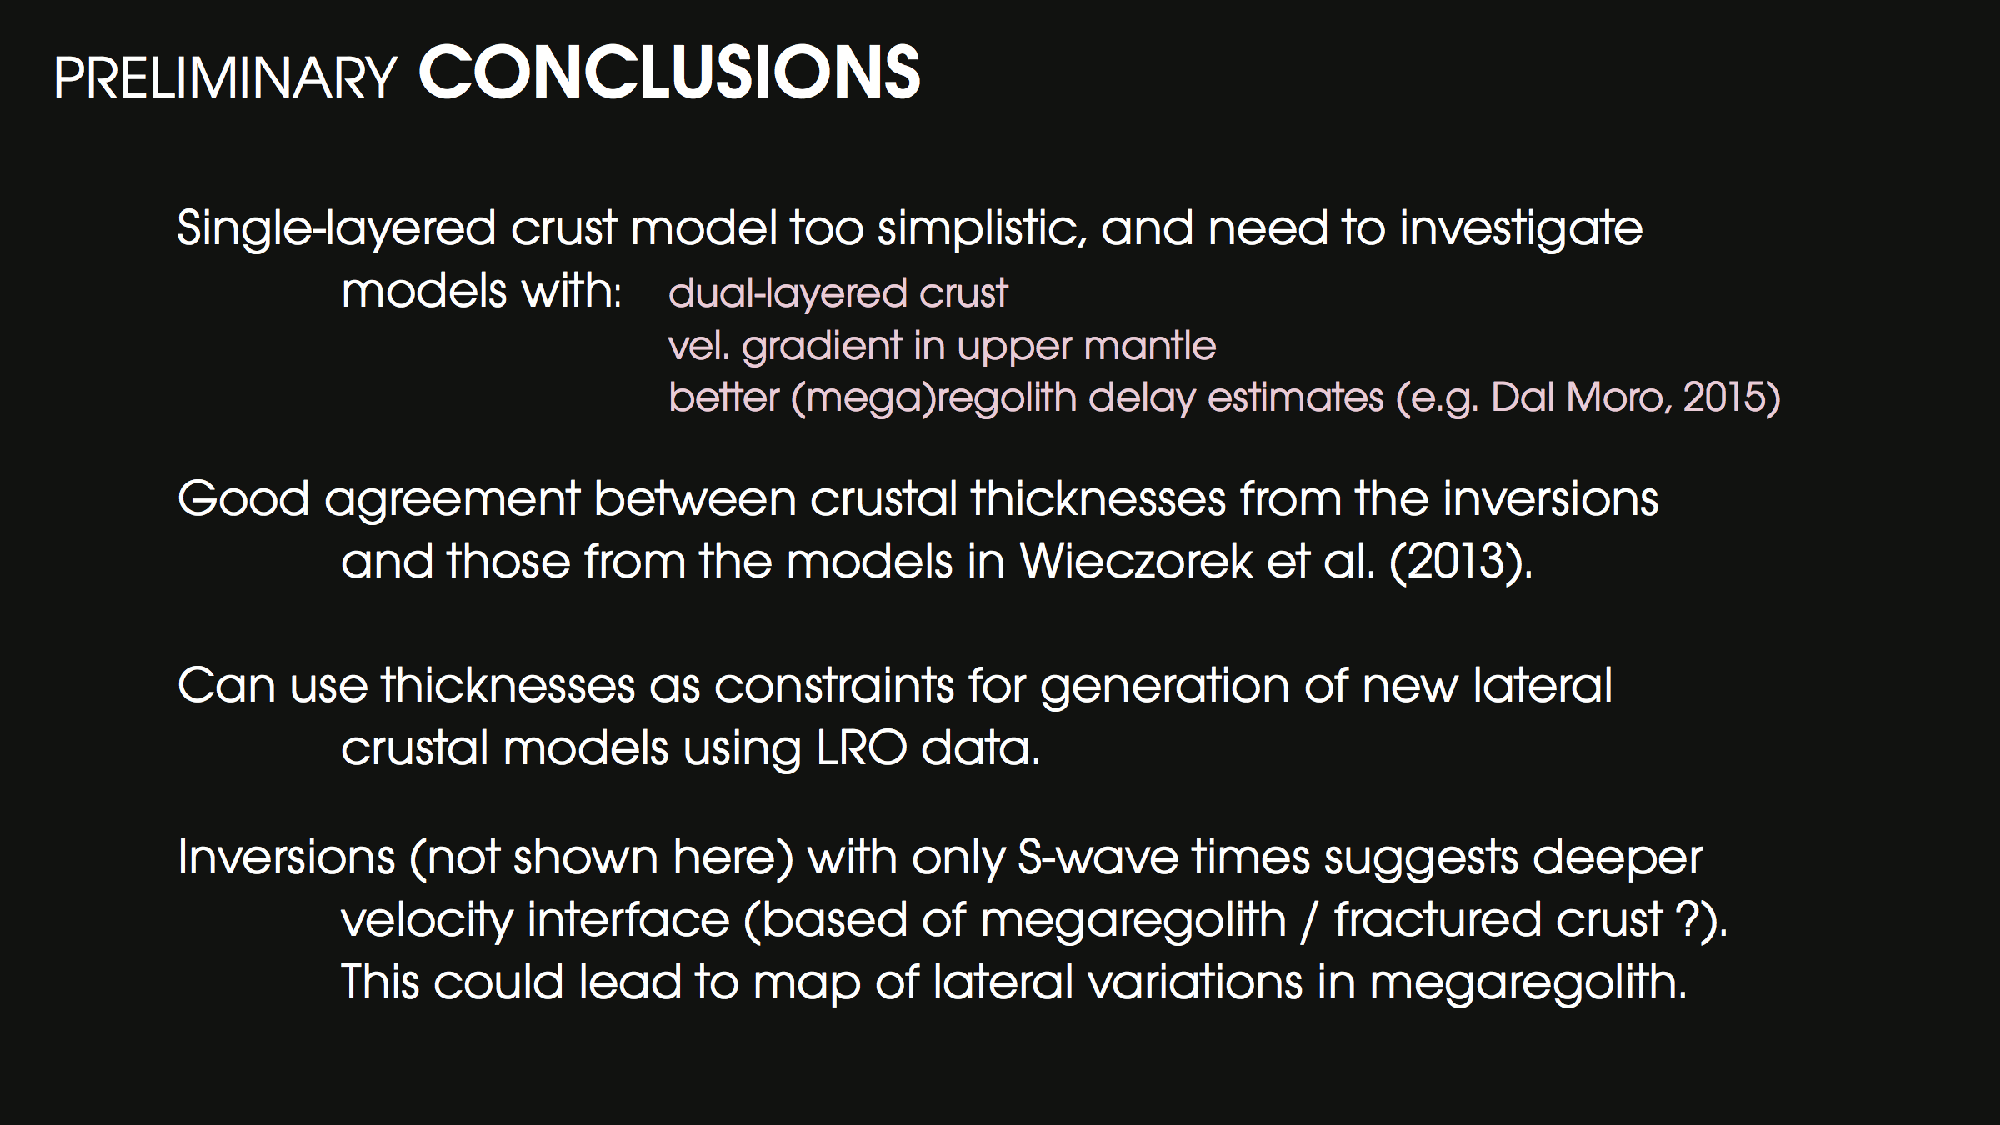 PRELIMINARY CONCLUSIONS
Single-layered crust model too simplistic, and need to investigate
models with: dual-layered crust
vel. gradient in upper mantle
better (mega)regolith delay estimates (e.g. Dal Moro, 2015)
Good agreement between crustal thicknesses from the inversions
and those from the models in Wieczorek et al. (2013).
Can use thicknesses as constraints for generation of new lateral
crustal models using LRO data.
Inversions (not shown here) with only S-wave times suggests deeper
velocity interface (based of megaregolith / fractured crust ?).
This could lead to map of lateral variations in megaregolith.